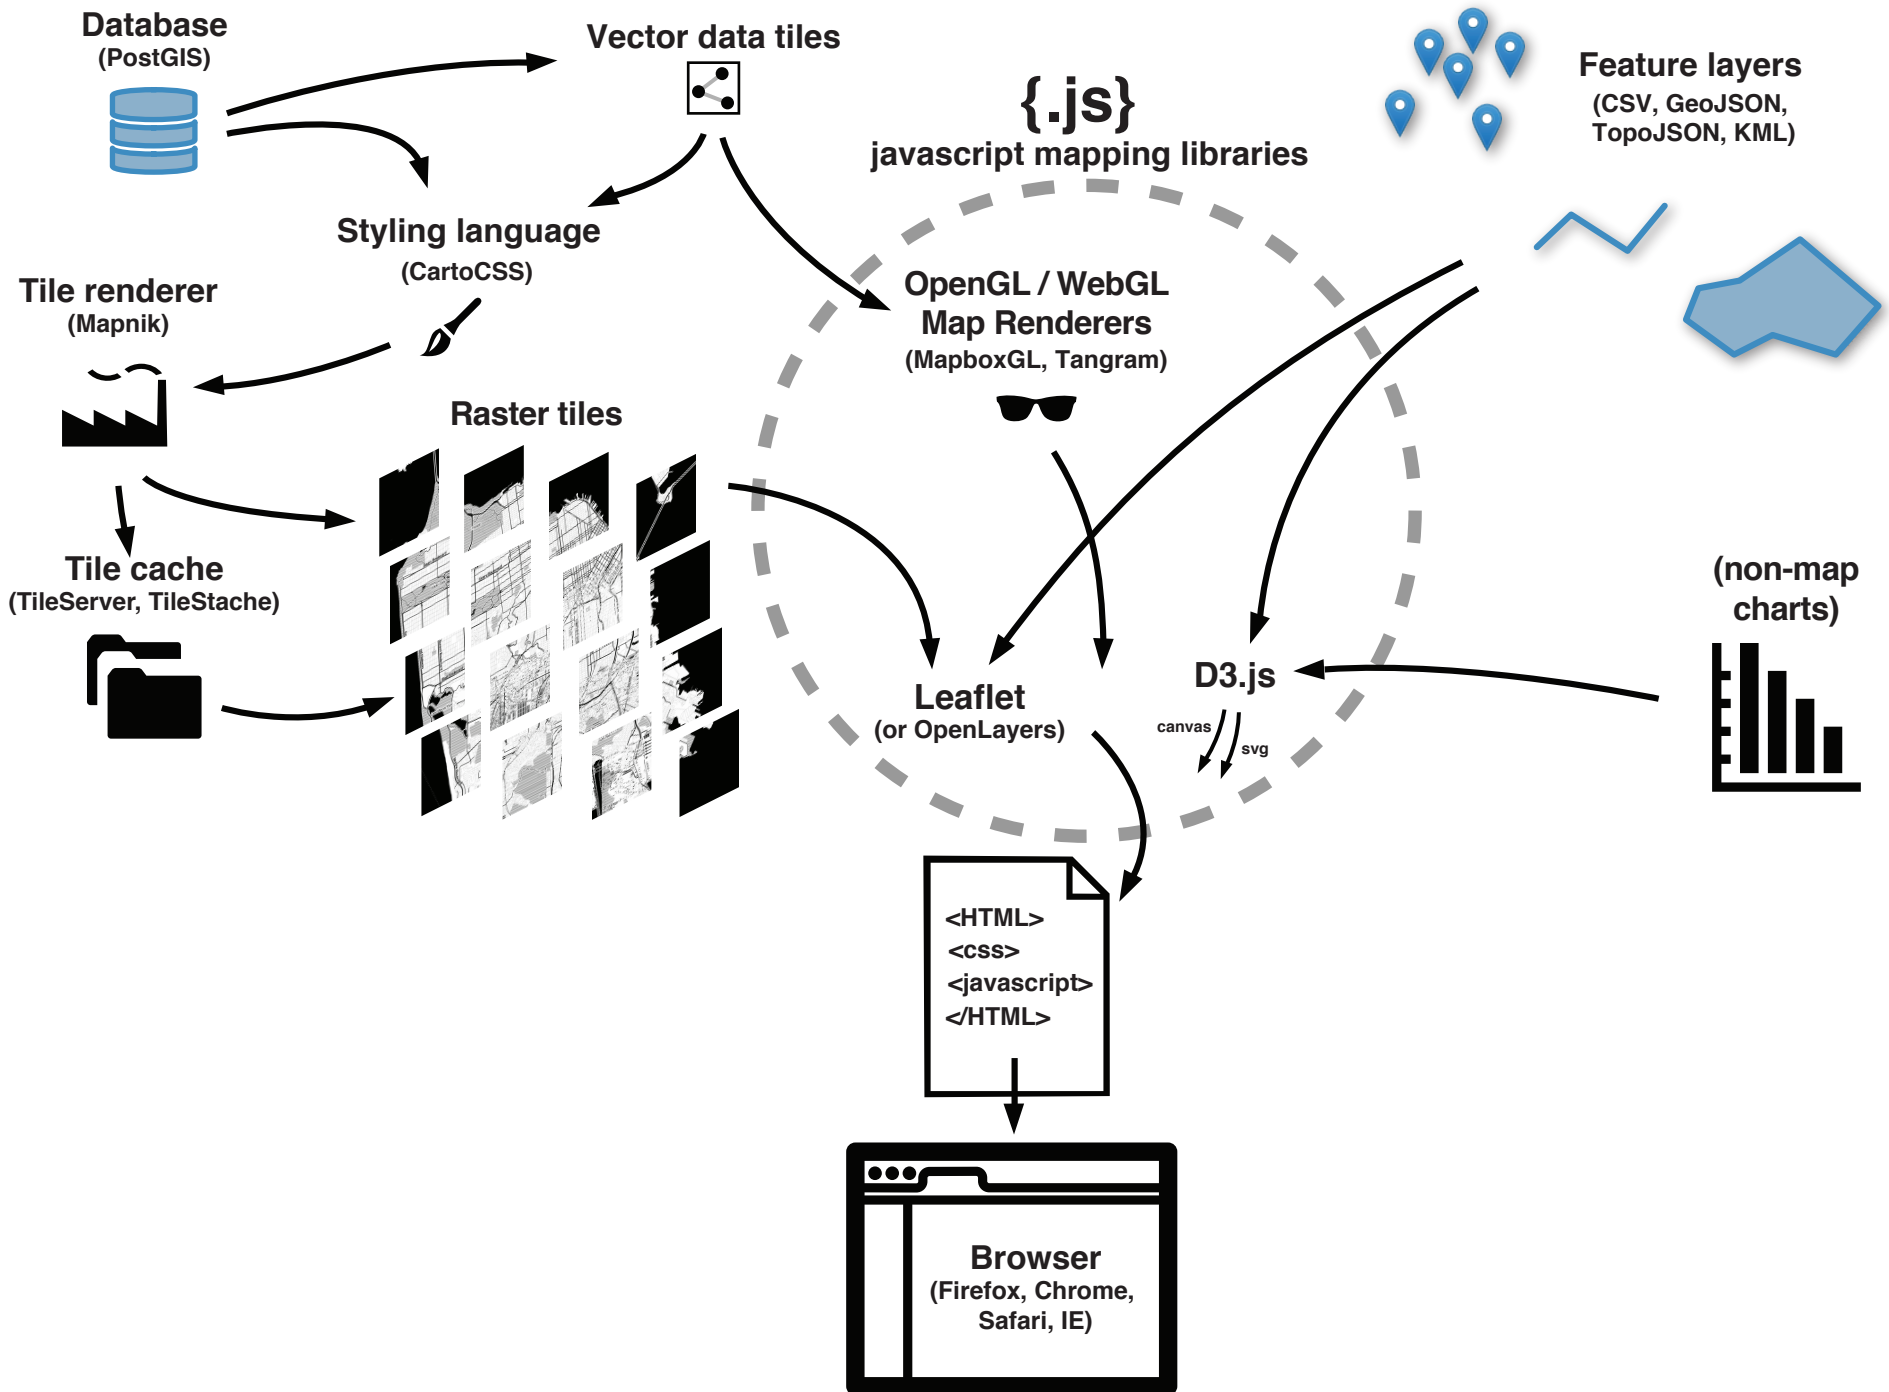 Database
(PostGIS)
Vector data tiles
{.js}
javascript mapping libraries
Feature layers
(CSV, GeoJSON,
TopoJSON, KML)
Styling language
(CartoCSS)
Tile renderer
(Mapnik)
OpenGL / WebGL
Map Renderers
(MapboxGL, Tangram)
Raster tiles
Tile cache
(TileServer, TileStache)
(non-map
charts)
Leaflet
(or OpenLayers)
D3.js
canvas
svg
<HTML>
<css>
<javascript>
</HTML>
Browser
(Firefox, Chrome,
Safari, IE)